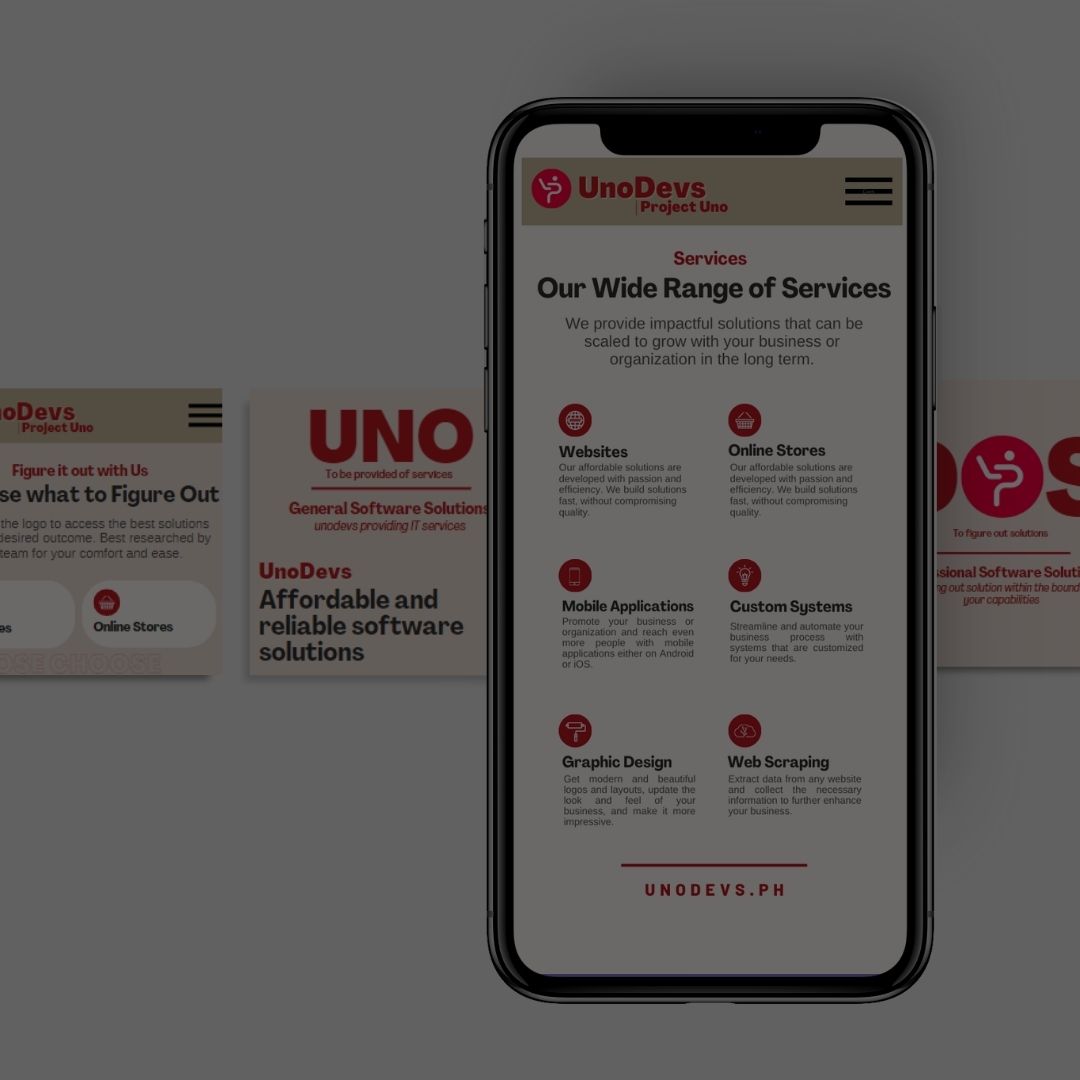 UnoDevs
Project Uno
Services
Our Wide Range of Services
We provide impactful solutions that can be
scaled to grow with your business or
organization in the long term.
Websites
Our affordable solutions are
developed with passion and
efficiency. We build solutions
fast, without compromising
quality.
Online Stores
Our affordable solutions are
developed with passion and
efficiency. We build solutions
fast, without compromising
quality.
Mobile Applications
Promote your business or
organization and reach even
more people with mobile
applications either on Android
or iOS.
Custom Systems
Streamline and automate your
business process with
systems that are customized
for your needs.
Graphic Design
Get modern and beautiful
logos and layouts, update the
look and feel of your
business, and make it more
impressive.
Web Scraping
Extract data from any website
and collect the necessary
information to further enhance
your business.
UNODEVS.PH
noDevs
Project Uno
Figure it out with Us
se what to Figure Out
the logo to access the best solutions
desired outcome. Best researched by
team for your comfort and ease.
es
Online Stores
OSE CHOOSE
UNO
To be provided of services
General Software Solutions
unodevs providing IT services
UnoDevs
Affordable and
reliable software
solutions
S
To figure out solutions
ssional Software Soluti
ng out solution within the bound
your capabilities